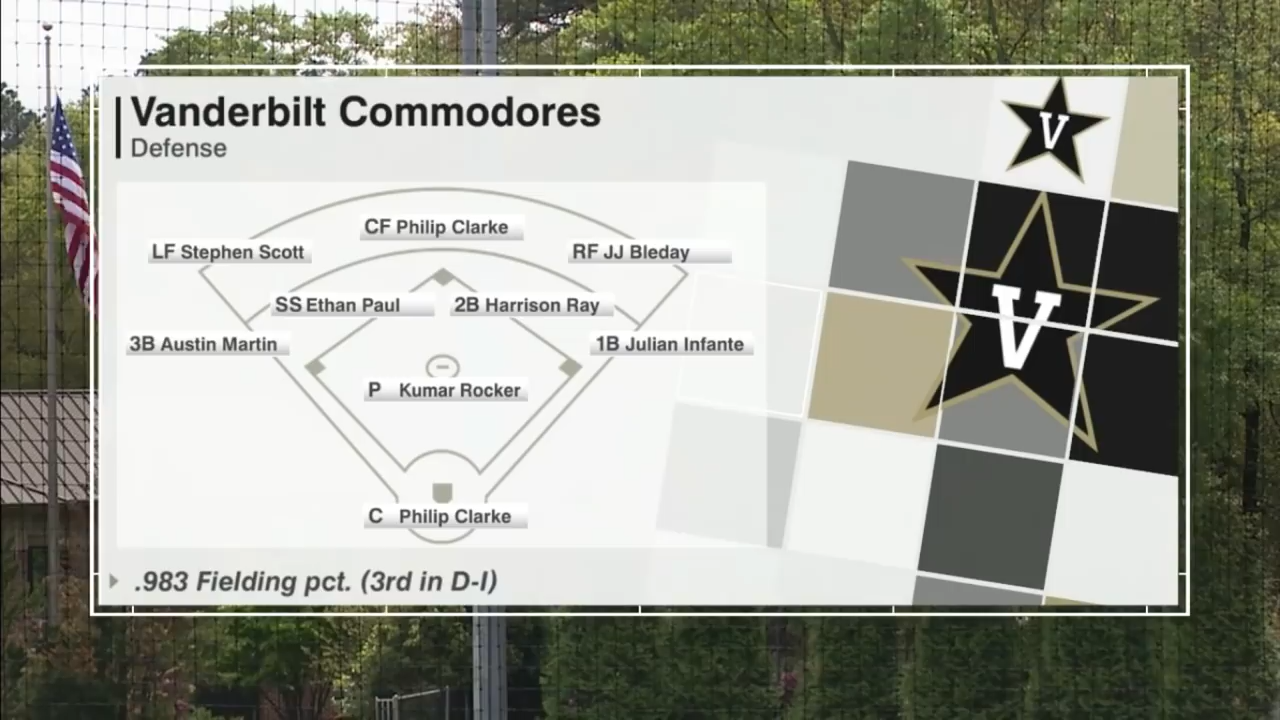 Vanderbilt Commodores
Defense
V
CF Philip Clarke
LF Stephen Scott
RF JJ Bleday
SS Ethan Paul
2B Harrison Ray
3B Austin Martin
1B Julian Infante
V
P Kumar Rocker
C Philip Clarke
.983 Fielding pct. (3rd in D-I)